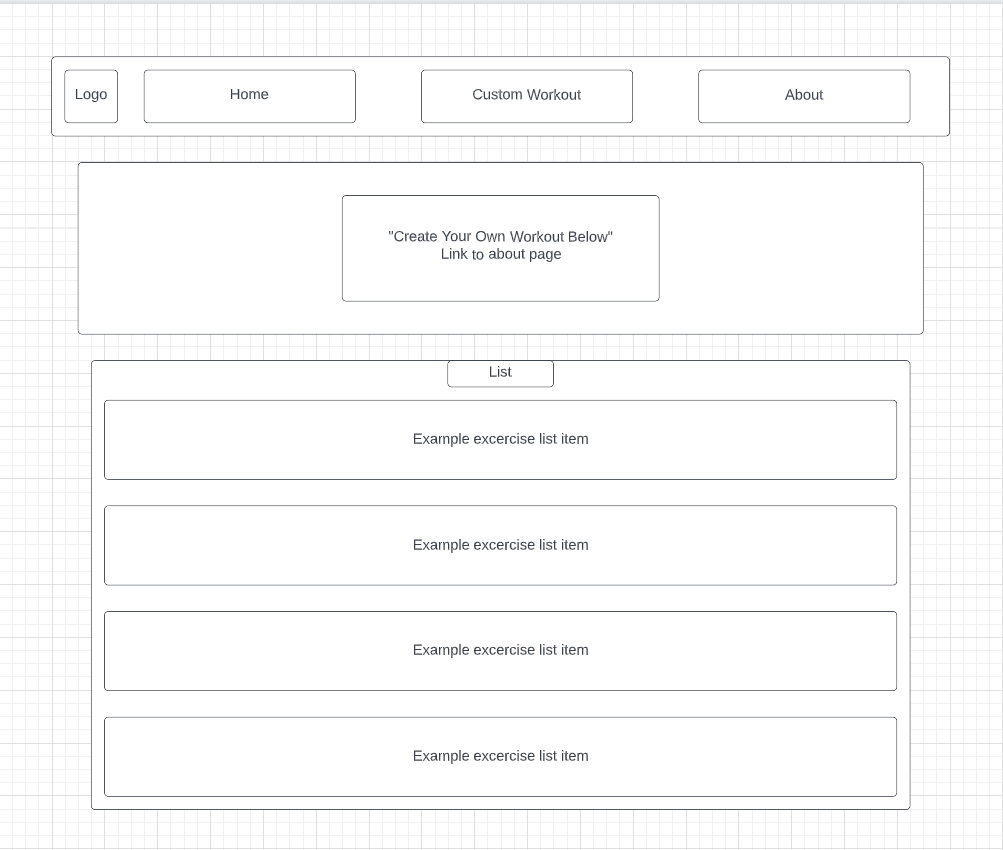 Logo
Home
Custom Workout
About
"Create Your Own Workout Below"
Link to about page
List
Example excercise list item
Example excercise list item
Example excercise list item
Example excercise list item